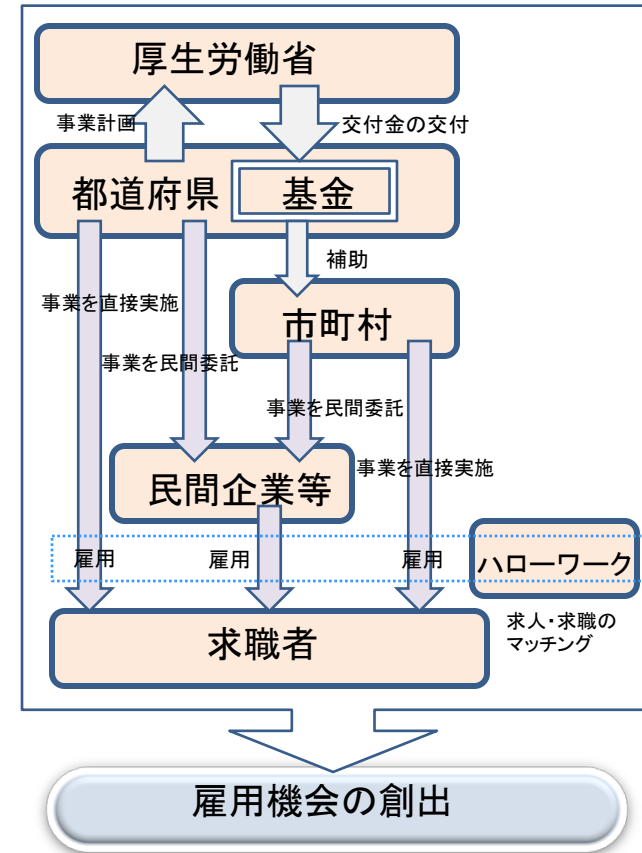 厚生労働省
事業計画
交付金の交付
都道府県
基金
補助
事業を直接実施
市町村
事業を民間委託
事業を民間委託
事業を直接実施
民間企業等
雇用
雇用
雇用
ハローワーク
求職者
求人・求職の
マッチング
雇用機会の創出